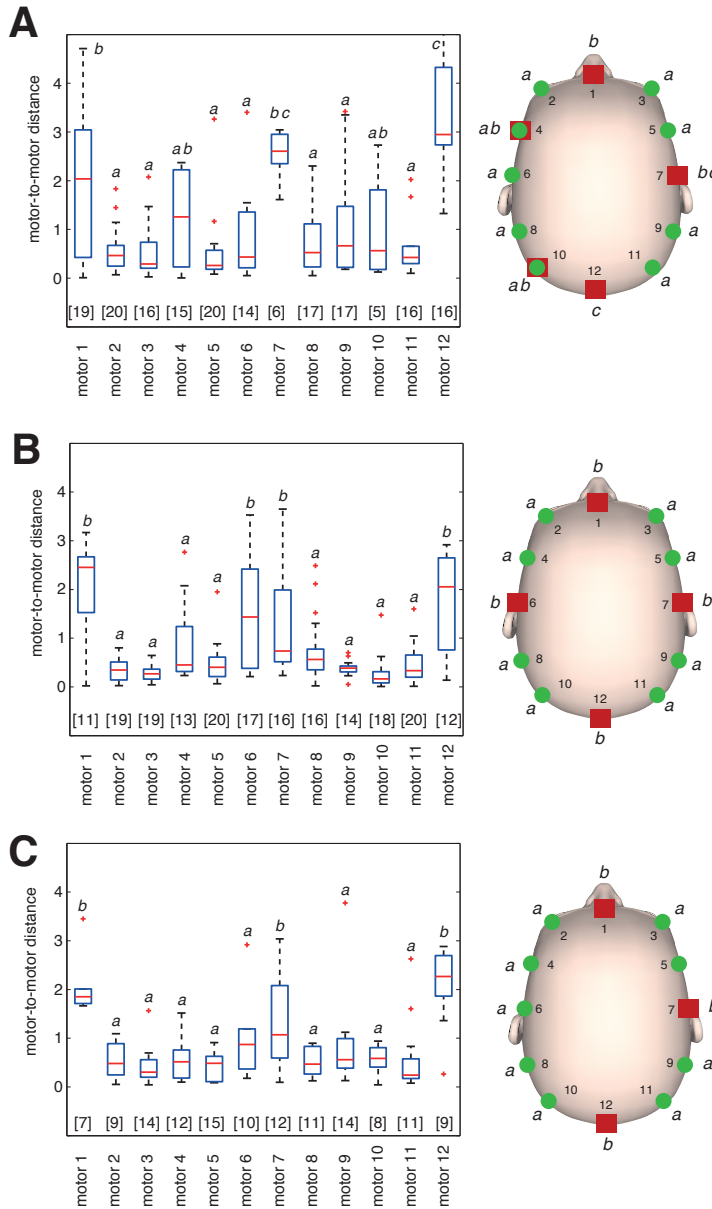 A
motor-to-motor distance
4
3
2
1
0
b
a
a
a b
a
a
b c
a
a
ab
a
c
[19] [20] [16] [15] [20] [14] [6] [17] [17] [5] [16] [16]
motor 1
motor 2
motor 3
motor 4
motor 5
motor 6
motor 7
motor 8
motor 9
motor 10
motor 11
motor 12
b
a a
2 1 3
ab 4 5 a
a 6 7 bc
a 8 9 a
10 12 11
ab a
c
B
motor-to-motor distance
4
3
2
1
0
b
a
a
a
a
b
b
a
a
a
a
b
[11] [19] [19] [13] [20] [17] [16] [16] [14] [18] [20] [12]
motor 1
motor 2
motor 3
motor 4
motor 5
motor 6
motor 7
motor 8
motor 9
motor 10
motor 11
motor 12
b
a a
2 1 3
a 4 5 a
b 6 7 b
a 8 9 a
10 12 11
a a
b
C
motor-to-motor distance
4
3
2
1
0
b
a
a
a
a
a
b
a
a
a
a
b
[7] [9] [14] [12] [15] [10] [12] [11] [14] [8] [11] [9]
motor 1
motor 2
motor 3
motor 4
motor 5
motor 6
motor 7
motor 8
motor 9
motor 10
motor 11
motor 12
b
a a
2 1 3
a 4 5 a
a 6 7 b
a 8 9 a
10 12 11
a a
b